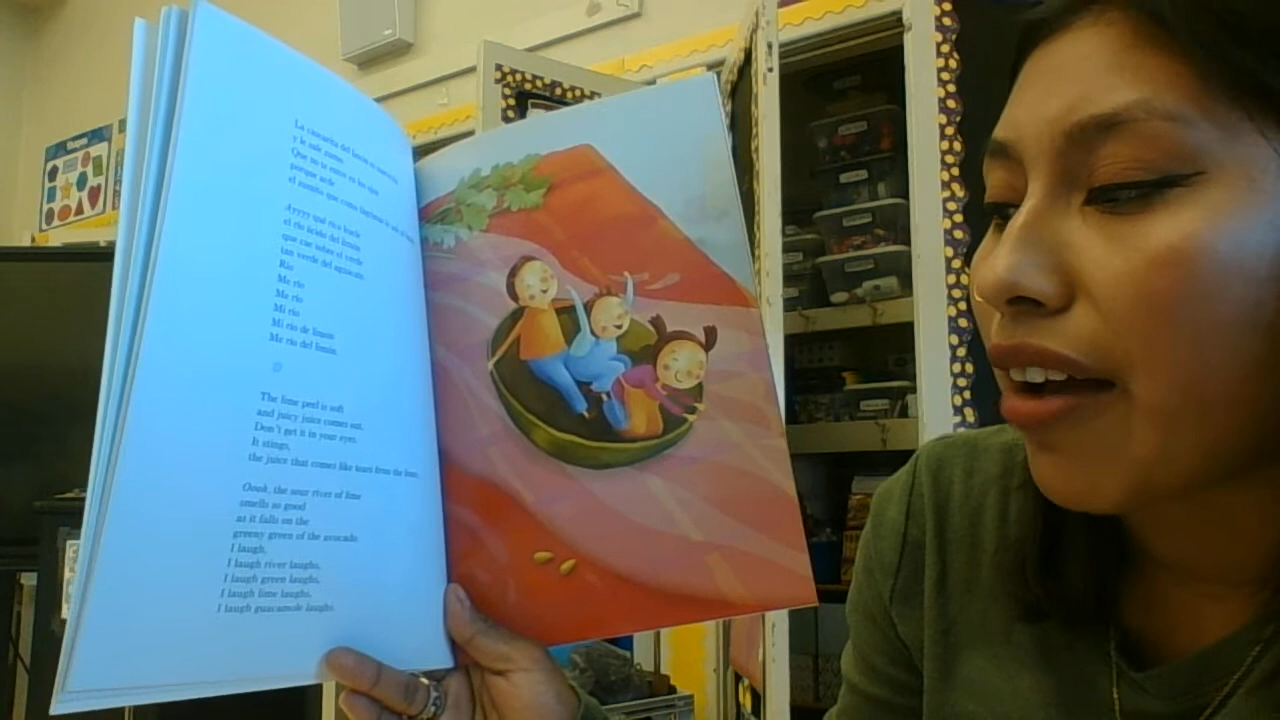 La cascarita del limón es suavecita
y le sale zumo.
Que no te entre en los ojos
porque arde
el zumito que como lágrimas le sale
Ayyyy qué rico huele
el río ácido del limón
que cae sobre el verde
tan verde del aguacate
Río
Me río
Me río
Mi río
Mi río de limón
Me río del limón
The lime peel is soft
and juicy juice comes out.
Don't get it in your eyes.
It stings,
the juice that comes like tears from the lime.
Oooh, the sour river of lime
smells so good
as it falls on the
greeny green of the avocado.
I laugh,
I laugh river laughs,
I laugh green laughs,
I laugh lime laughs,
I laugh guacamole laughs.